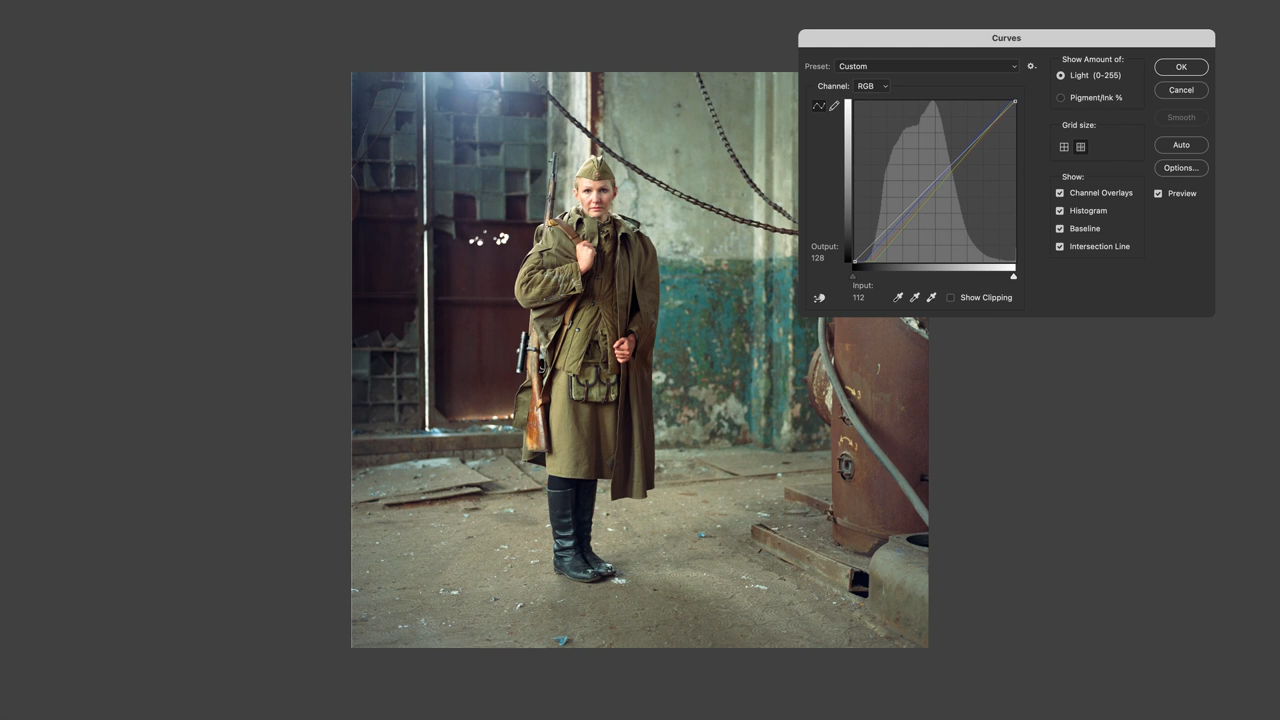 Curves
Preset: Custom
Channel: RGB
Output:
128
Input:
112
Show Clipping
Show Amount of:
Light (0-255)
Pigment/Ink %
Grid size:
Show:
Channel Overlays
Histogram
Baseline
Intersection Line
OK
Cancel
Smooth
Auto
Options...
Preview